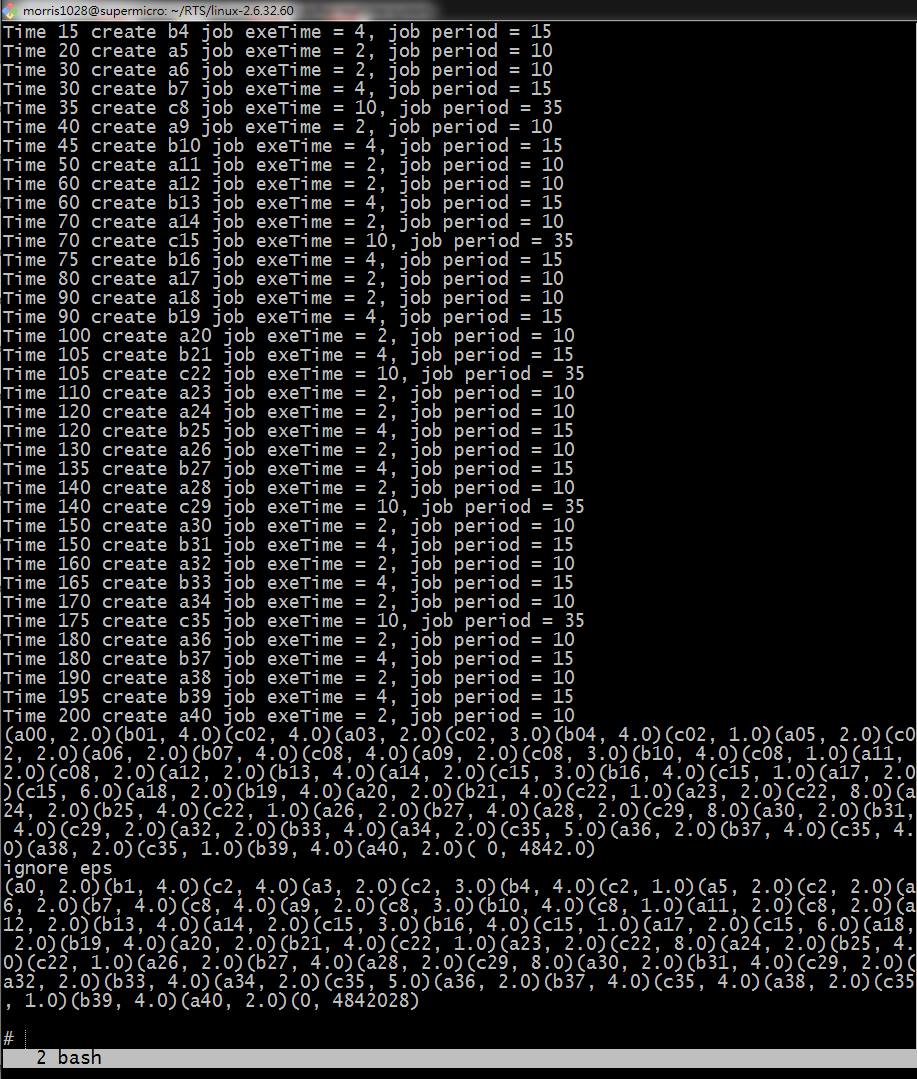 morris1028@supermicro: ~/RTS/linux-2.6.32.60
Time 15 create b4 job exeTime = 4, job period = 15
Time 20 create a5 job exeTime = 2, job period = 10
Time 30 create a6 job exeTime = 2, job period = 10
Time 30 create b7 job exeTime = 4, job period = 15
Time 35 create c8 job exeTime = 10, job period = 35
Time 40 create a9 job exeTime = 2, job period = 10
Time 45 create b10 job exeTime = 4, job period = 15
Time 50 create a11 job exeTime = 2, job period = 10
Time 60 create a12 job exeTime = 2, job period = 10
Time 60 create b13 job exeTime = 4, job period = 15
Time 70 create a14 job exeTime = 2, job period = 10
Time 70 create c15 job exeTime = 10, job period = 35
Time 75 create b16 job exeTime = 4, job period = 15
Time 80 create a17 job exeTime = 2, job period = 10
Time 90 create a18 job exeTime = 2, job period = 10
Time 90 create b19 job exeTime = 4, job period = 15
Time 100 create a20 job exeTime = 2, job period = 10
Time 105 create b21 job exeTime = 4, job period = 15
Time 105 create c22 job exeTime = 10, job period = 35
Time 110 create a23 job exeTime = 2, job period = 10
Time 120 create a24 job exeTime = 2, job period = 10
Time 120 create b25 job exeTime = 4, job period = 15
Time 130 create a26 job exeTime = 2, job period = 10
Time 135 create b27 job exeTime = 4, job period = 15
Time 140 create a28 job exeTime = 2, job period = 10
Time 140 create c29 job exeTime = 10, job period = 35
Time 150 create a30 job exeTime = 2, job period = 10
Time 150 create b31 job exeTime = 4, job period = 15
Time 160 create a32 job exeTime = 2, job period = 10
Time 165 create b33 job exeTime = 4, job period = 15
Time 170 create a34 job exeTime = 2, job period = 10
Time 175 create c35 job exeTime = 10, job period = 35
Time 180 create a36 job exeTime = 2, job period = 10
Time 180 create b37 job exeTime = 4, job period = 15
Time 190 create a38 job exeTime = 2, job period = 10
Time 195 create b39 job exeTime = 4, job period = 15
Time 200 create a40 job exeTime = 2, job period = 10
(a00, 2.0)(b01, 4.0)(c02, 4.0)(a03, 2.0)(c02, 3.0)(b04, 4.0)(c02, 1.0)(a05, 2.0)(c0
2, 2.0)(a06, 2.0)(b07, 4.0)(c08, 4.0)(a09, 2.0)(c08, 3.0)(b10, 4.0)(c08, 1.0)(a11,
2.0)(c08, 2.0)(a12, 2.0)(b13, 4.0)(a14, 2.0)(c15, 3.0)(b16, 4.0)(c15, 1.0)(a17, 2.0
)(c15, 6.0)(a18, 2.0)(b19, 4.0)(a20, 2.0)(b21, 4.0)(c22, 1.0)(a23, 2.0)(c22, 8.0)(a
24, 2.0)(b25, 4.0)(c22, 1.0)(a26, 2.0)(b27, 4.0)(a28, 2.0)(c29, 8.0)(a30, 2.0)(b31,
4.0)(c29, 2.0)(a32, 2.0)(b33, 4.0)(a34, 2.0)(c35, 5.0)(a36, 2.0)(b37, 4.0)(c35, 4.
0)(a38, 2.0)(c35, 1.0)(b39, 4.0)(a40, 2.0)( 0, 4842.0)
ignore eps
(a0, 2.0)(b1, 4.0)(c2, 4.0)(a3, 2.0)(c2, 3.0)(b4, 4.0)(c2, 1.0)(a5, 2.0)(c2, 2.0)(a
6, 2.0)(b7, 4.0)(c8, 4.0)(a9, 2.0)(c8, 3.0)(b10, 4.0)(c8, 1.0)(a11, 2.0)(c8, 2.0)(a
12, 2.0)(b13, 4.0)(a14, 2.0)(c15, 3.0)(b16, 4.0)(c15, 1.0)(a17, 2.0)(c15, 6.0)(a18,
2.0)(b19, 4.0)(a20, 2.0)(b21, 4.0)(c22, 1.0)(a23, 2.0)(c22, 8.0)(a24, 2.0)(b25, 4.
0)(c22, 1.0)(a26, 2.0)(b27, 4.0)(a28, 2.0)(c29, 8.0)(a30, 2.0)(b31, 4.0)(c29, 2.0)(
a32, 2.0)(b33, 4.0)(a34, 2.0)(c35, 5.0)(a36, 2.0)(b37, 4.0)(c35, 4.0)(a38, 2.0)(c35
, 1.0)(b39, 4.0)(a40, 2.0)(0, 4842028)
#
2 bash